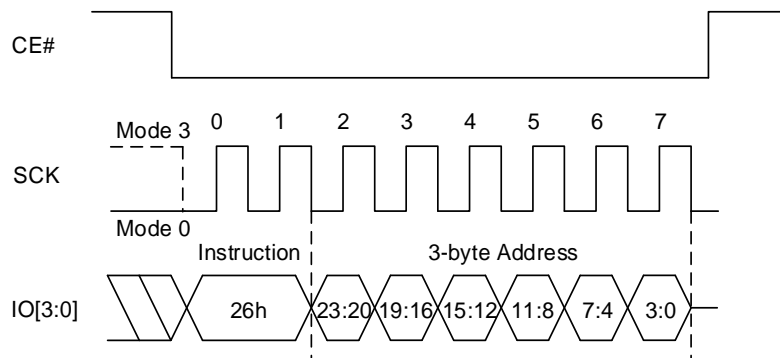 CE#
Mode 3 0 1 2 3 4 5 6 7
SCK
Mode 0
Instruction 3-byte Address
IO[3:0] 26h 23:20 19:16 15:12 11:8 7:4 3:0